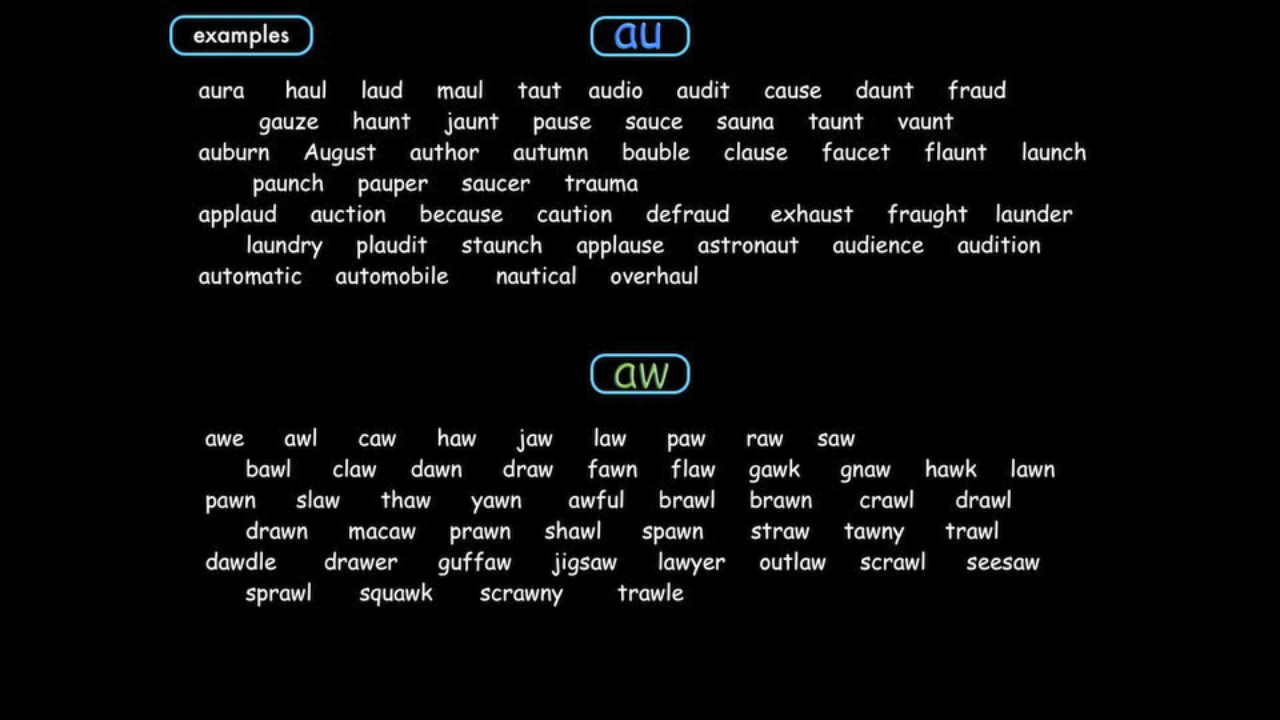 examples
au
aura haul laud maul taut audio audit cause daunt fraud
gauze haunt jaunt pause sauce sauna taunt vaunt
auburn August author autumn bauble clause faucet flaunt launch
paunch pauper saucer trauma
applaud auction because caution defraud exhaust fraught launder
laundry plaudit staunch applause astronaut audience audition
automatic automobile nautical overhaul
aw
awe awl caw haw jaw law paw raw saw
bawl claw dawn draw fawn flaw gawk gnaw hawk lawn
pawn slaw thaw yawn awful brawl brawn crawl drawl
drawn macaw prawn shawl spawn straw tawny trawl
dawdle drawer guffaw jigsaw lawyer outlaw scrawl seesaw
sprawl squawk scrawny trawle